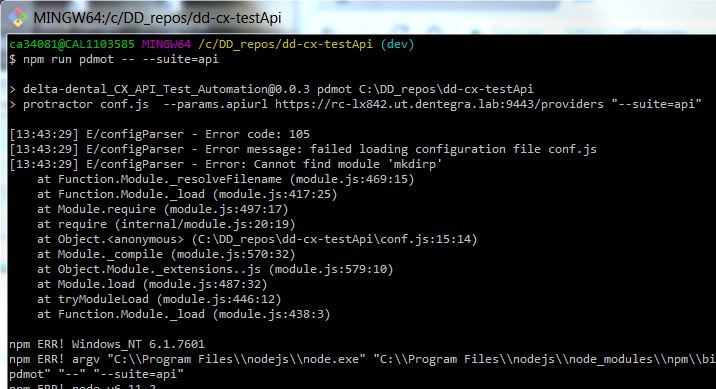 MINGW64:/c/DD_repos/dd-cx-testApi
ca34081@CAL1103585 MINGW64 /c/DD_repos/dd-cx-testApi (dev)
$ npm run pdmot -- --suite=api
> delta-dental_CX_API_Test_Automation@0.0.3 pdmot C:\DD_repos\dd-cx-testApi
> protractor conf.js  --params.apiurl https://rc-lx842.ut.dentegra.lab:9443/providers "--suite=api"
[13:43:29] E/configParser - Error code: 105
[13:43:29] E/configParser - Error message: failed loading configuration file conf.js
[13:43:29] E/configParser - Error: Cannot find module 'mkdirp'
    at Function.Module._resolveFilename (module.js:469:15)
    at Function.Module._load (module.js:417:25)
    at Module.require (module.js:497:17)
    at require (internal/module.js:20:19)
    at Object.<anonymous> (C:\DD_repos\dd-cx-testApi\conf.js:15:14)
    at Module._compile (module.js:570:32)
    at Object.Module._extensions..js (module.js:579:10)
    at Module.load (module.js:487:32)
    at tryModuleLoad (module.js:446:12)
    at Function.Module._load (module.js:438:3)
npm ERR! Windows_NT 6.1.7601
npm ERR! argv "C:\\Program Files\\nodejs\\node.exe" "C:\\Program Files\\nodejs\\node_modules\\npm\\bi
pdmot" "--" "--suite=api"
npm ERR! node v6.11.2